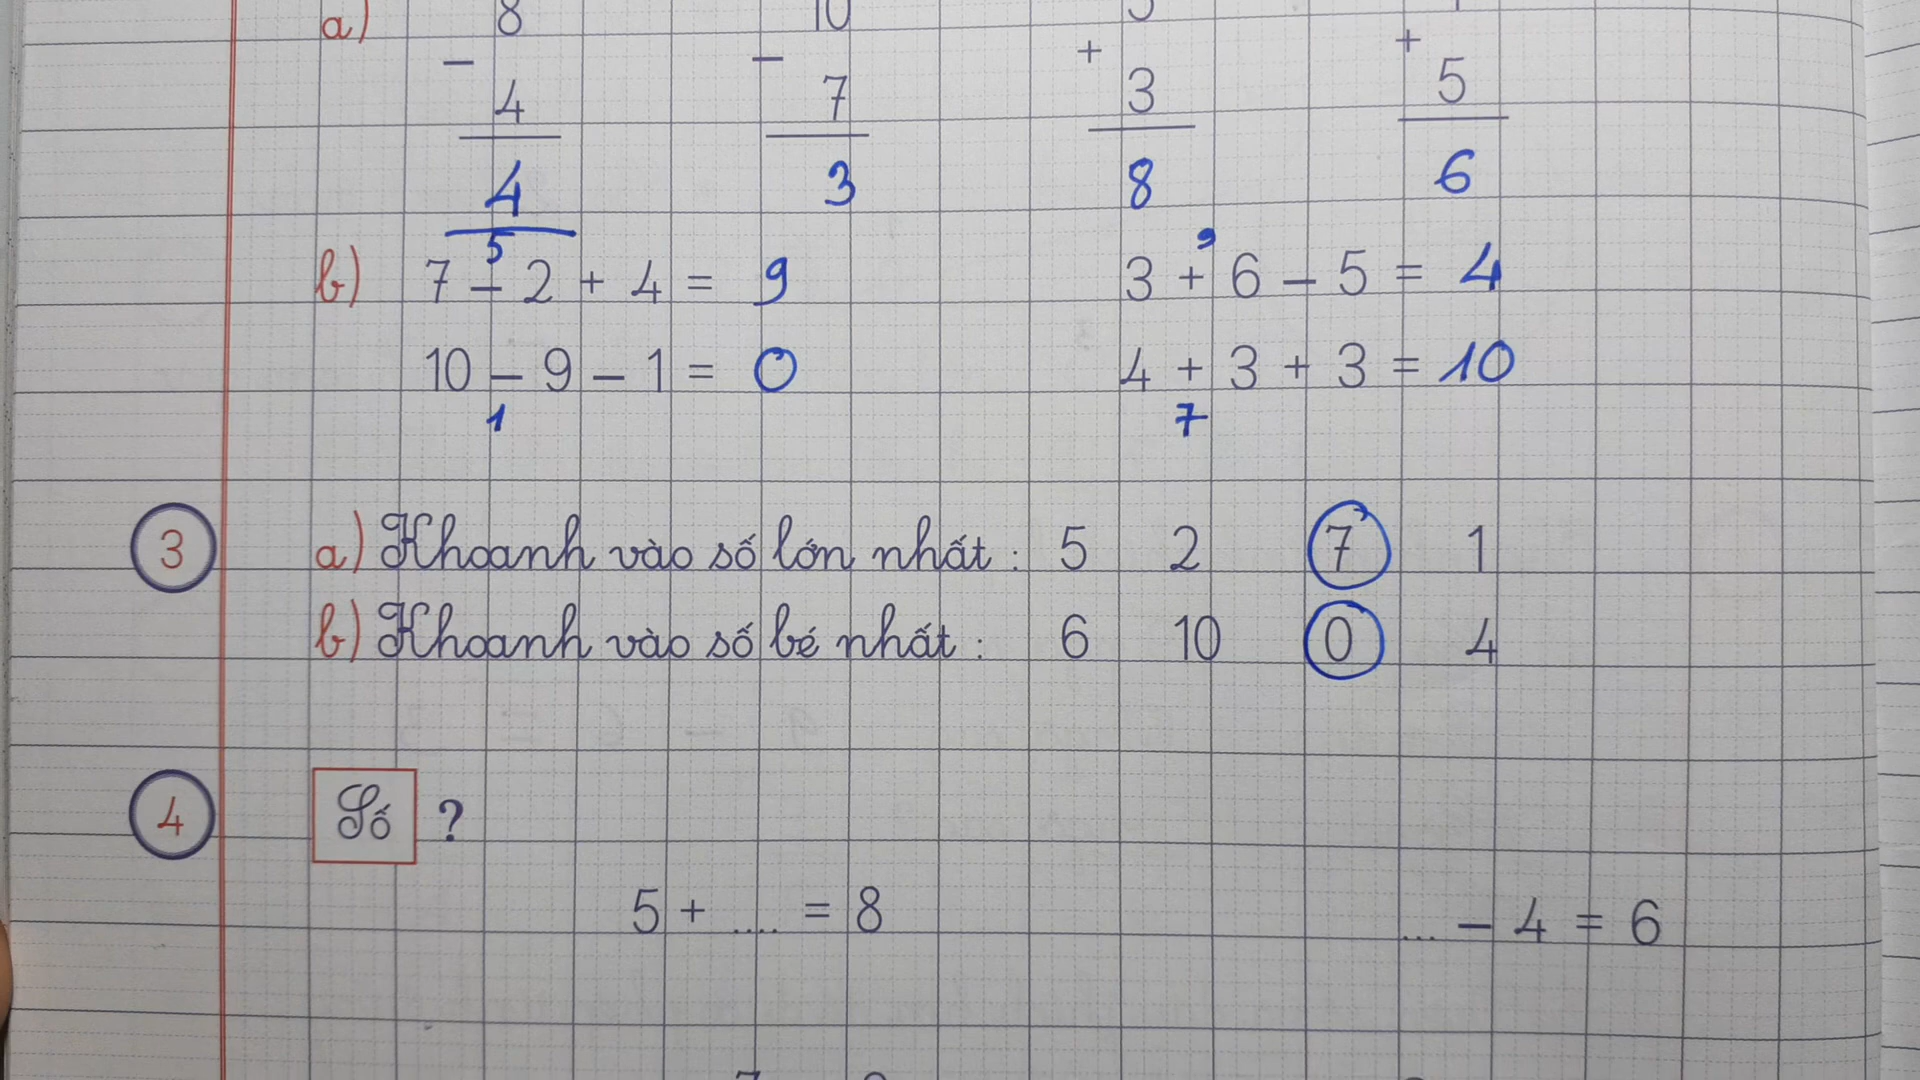 a) 8 10
− − + +
4 7 3 5
4 3 8 6
5 9
b) 7 − 2 + 4 = 9 3 + 6 − 5 = 4
10 − 9 − 1 = 0 4 + 3 + 3 = 10
1 7
3 a) Khoanh vào số lớn nhất : 5 2 7 1
b) Khoanh vào số bé nhất : 6 10 0 4
4 Số ?
5 + .... = 8 ... − 4 = 6